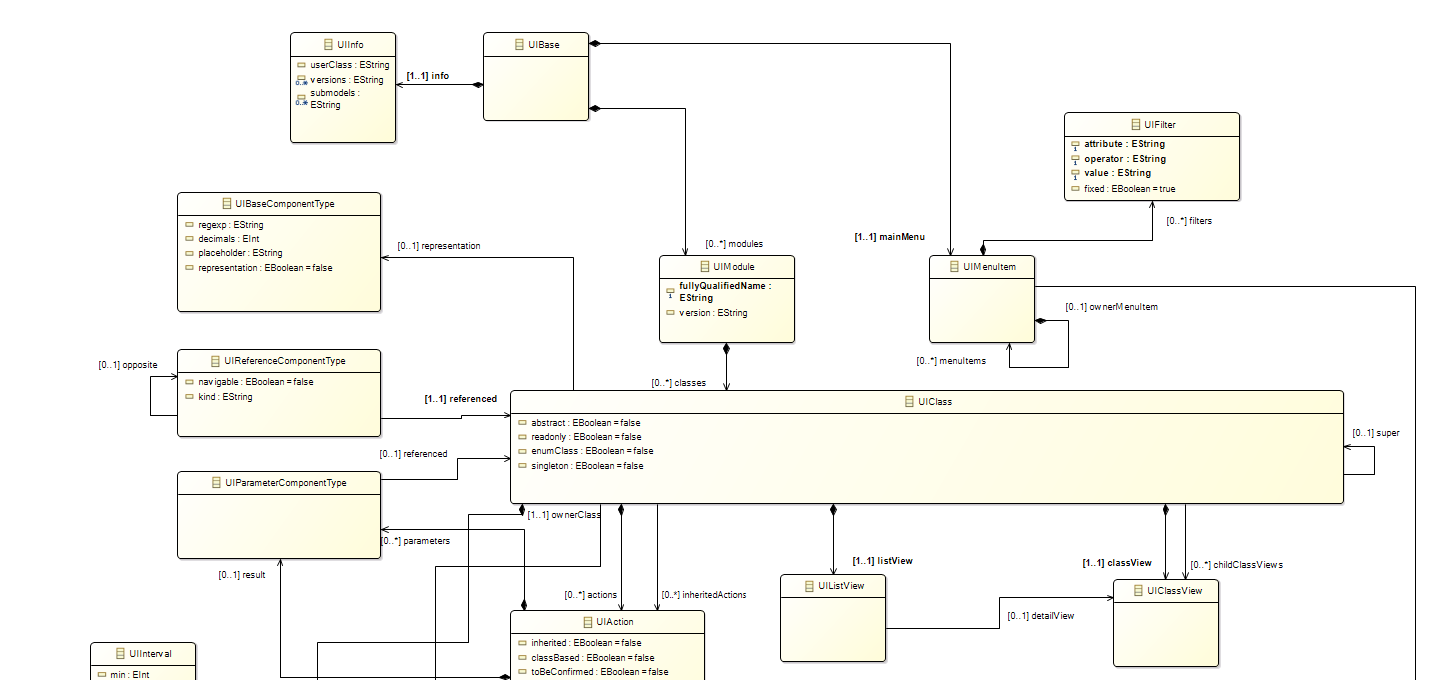 UIInfo
userClass : EString
versions : EString
submodels :
EString
UIBase
[1..1] info
UIFilter
attribute : EString
operator : EString
value : EString
fixed : EBoolean = true
[0..*] filters
UIBaseComponentType
regexp : EString
decimals : EInt
placeholder : EString
representation : EBoolean = false
[0..1] representation
[0..*] modules
[1..1] mainMenu
UIModule
fullyQualifiedName :
EString
version : EString
UIMenuItem
[0..1] ownerMenuItem
[0..*] menuItems
UIReferenceComponentType
navigable : EBoolean = false
kind : EString
[0..1] opposite
[1..1] referenced
[0..*] classes
UIClass
abstract : EBoolean = false
readonly : EBoolean = false
enumClass : EBoolean = false
singleton : EBoolean = false
[0..1] super
[0..1] referenced
UIParameterComponentType
[1..1] ownerClass
[0..*] parameters
[0..1] result
[0..*] actions
[0..*] inheritedActions
[1..1] listView
[1..1] classView
[0..*] childClassViews
UIListView
UIClassView
[0..1] detailView
UIAction
inherited : EBoolean = false
classBased : EBoolean = false
toBeConfirmed : EBoolean = false
UIInterval
min : EInt